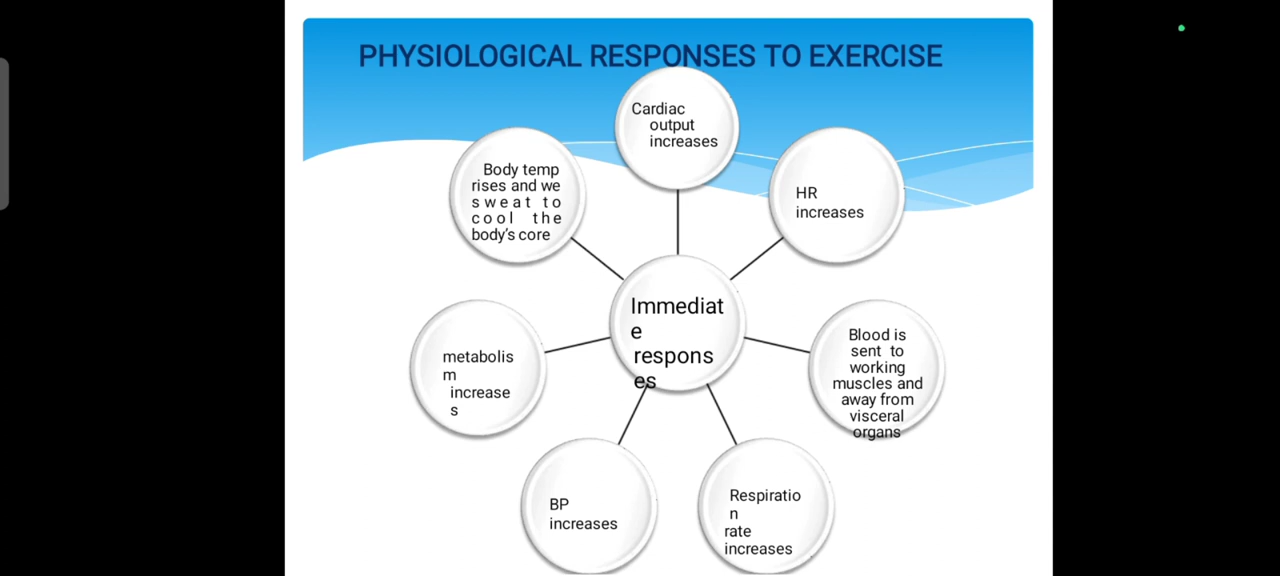 PHYSIOLOGICAL RESPONSES TO EXERCISE
Cardiac
output
increases
HR
increases
Blood is
sent to
working
muscles and
away from
visceral
organs
Respiratio
n
rate
increases
BP
increases
metabolis
m
increase
s
Body temp
rises and we
sweat to
cool the
body's core
Immediat
e
respons
es